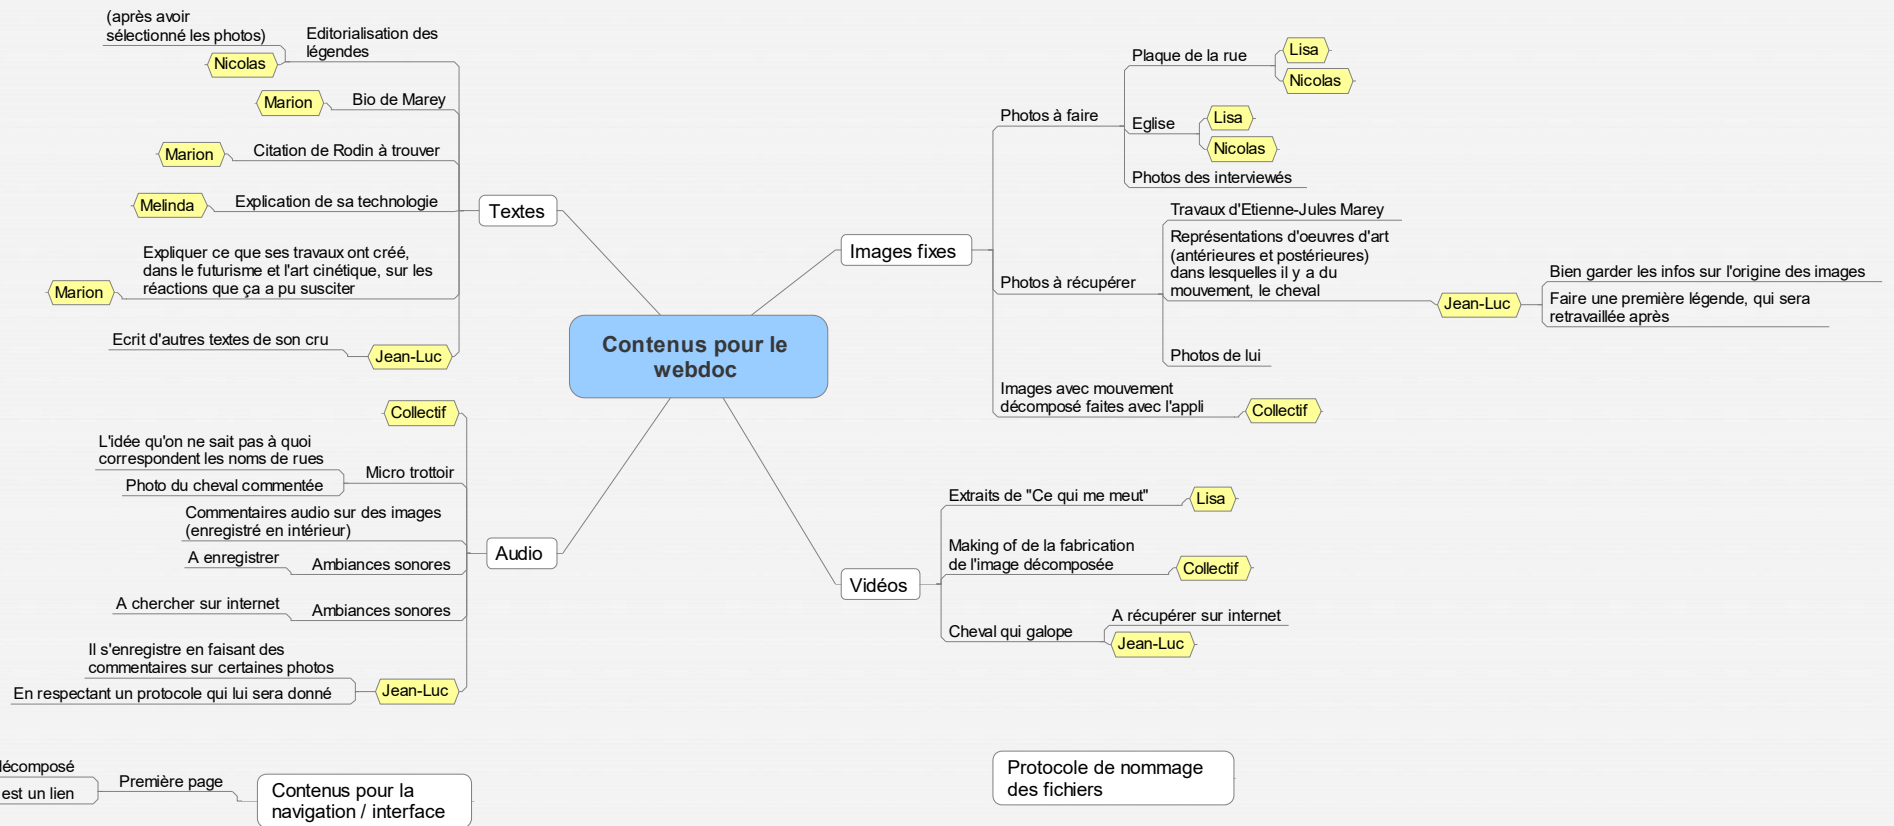 Contenus pour le
webdoc
Textes
Editorialisation des
légendes
(après avoir
sélectionné les photos)
Nicolas
Bio de Marey
Marion
Citation de Rodin à trouver
Marion
Explication de sa technologie
Melinda
Expliquer ce que ses travaux ont créé,
dans le futurisme et l'art cinétique, sur les
réactions que ça a pu susciter
Marion
Jean-Luc
Ecrit d'autres textes de son cru
Audio
Collectif
Micro trottoir
L'idée qu'on ne sait pas à quoi
correspondent les noms de rues
Photo du cheval commentée
Commentaires audio sur des images
(enregistré en intérieur)
Ambiances sonores
A enregistrer
Ambiances sonores
A chercher sur internet
Jean-Luc
Il s'enregistre en faisant des
commentaires sur certaines photos
En respectant un protocole qui lui sera donné
Images fixes
Photos à faire
Plaque de la rue
Lisa
Nicolas
Eglise
Lisa
Nicolas
Photos des interviewés
Photos à récupérer
Travaux d'Etienne-Jules Marey
Représentations d'oeuvres d'art
(antérieures et postérieures)
dans lesquelles il y a du
mouvement, le cheval
Jean-Luc
Bien garder les infos sur l'origine des images
Faire une première légende, qui sera
retravaillée après
Photos de lui
Images avec mouvement
décomposé faites avec l'appli
Collectif
Vidéos
Extraits de "Ce qui me meut"
Lisa
Making of de la fabrication
de l'image décomposée
Collectif
Cheval qui galope
A récupérer sur internet
Jean-Luc
Contenus pour la
navigation / interface
Première page
écomposé
est un lien
Protocole de nommage
des fichiers